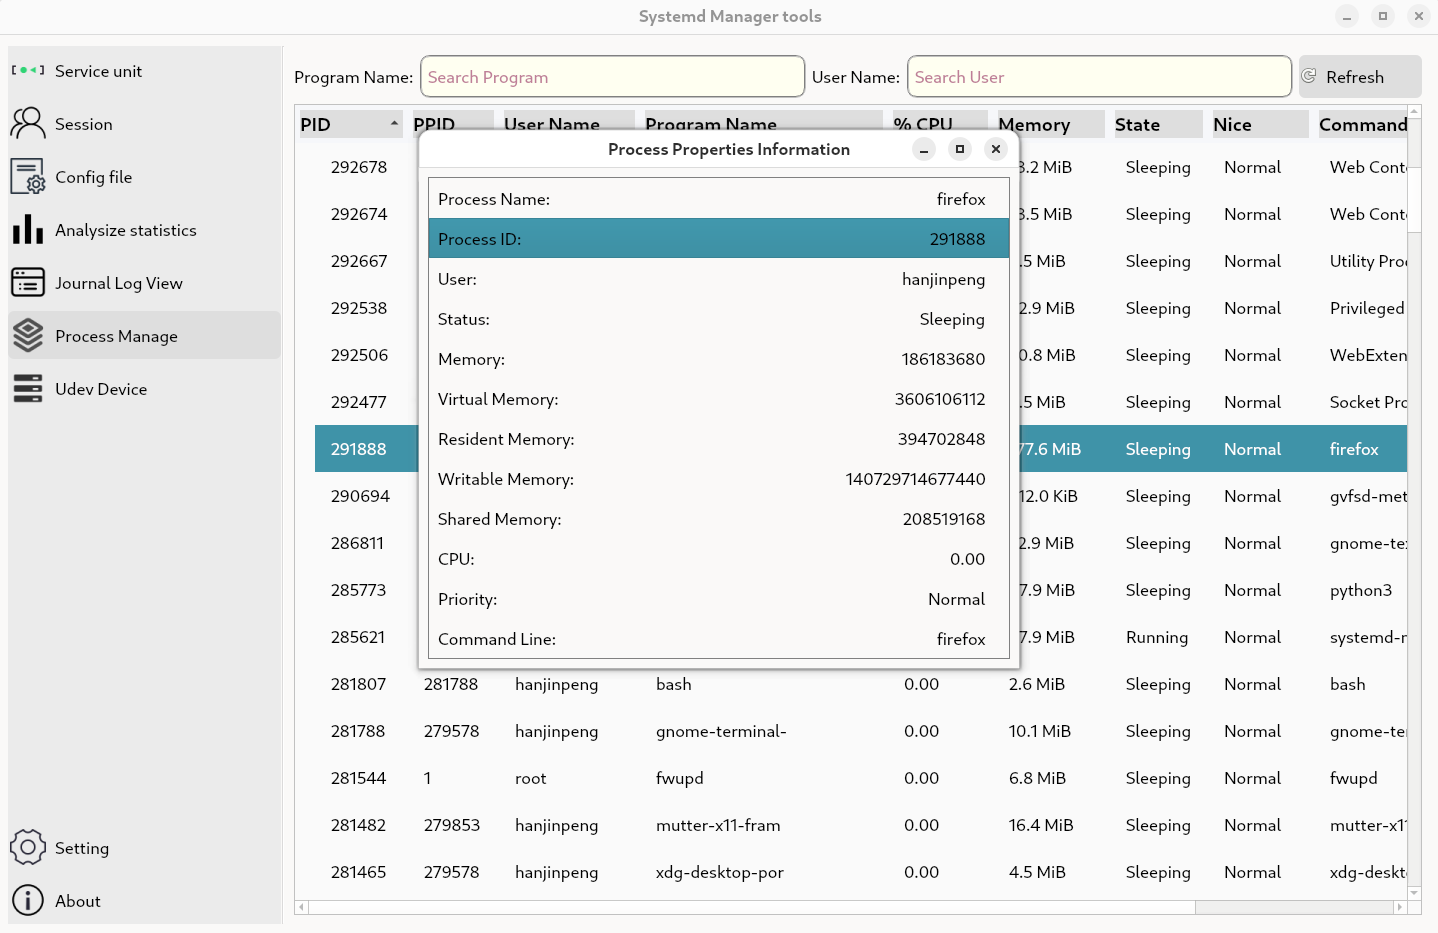 Systemd Manager tools
Service unit
Session
Config file
Analysize statistics
Journal Log View
Process Manage
Udev Device
Setting
About
Program Name: Search Program User Name: Search User Refresh
PID PPID User Name Program Name % CPU Memory State Nice Command
292678 3.2 MiB Sleeping Normal Web Cont
292674 3.5 MiB Sleeping Normal Web Cont
292667 .5 MiB Sleeping Normal Utility Proc
292538 2.9 MiB Sleeping Normal Privileged
292506 0.8 MiB Sleeping Normal WebExten
292477 .5 MiB Sleeping Normal Socket Pro
291888 77.6 MiB Sleeping Normal firefox
290694 12.0 KiB Sleeping Normal gvfsd-met
286811 2.9 MiB Sleeping Normal gnome-te
285773 7.9 MiB Sleeping Normal python3
285621 7.9 MiB Running Normal systemd-
281807 281788 hanjinpeng bash 0.00 2.6 MiB Sleeping Normal bash
281788 279578 hanjinpeng gnome-terminal- 0.00 10.1 MiB Sleeping Normal gnome-te
281544 1 root fwupd 0.00 6.8 MiB Sleeping Normal fwupd
281482 279853 hanjinpeng mutter-x11-fram 0.00 16.4 MiB Sleeping Normal mutter-x11
281465 279578 hanjinpeng xdg-desktop-por 0.00 4.5 MiB Sleeping Normal xdg-deskt
Process Properties Information
Process Name: firefox
Process ID: 291888
User: hanjinpeng
Status: Sleeping
Memory: 186183680
Virtual Memory: 3606106112
Resident Memory: 394702848
Writable Memory: 140729714677440
Shared Memory: 208519168
CPU: 0.00
Priority: Normal
Command Line: firefox